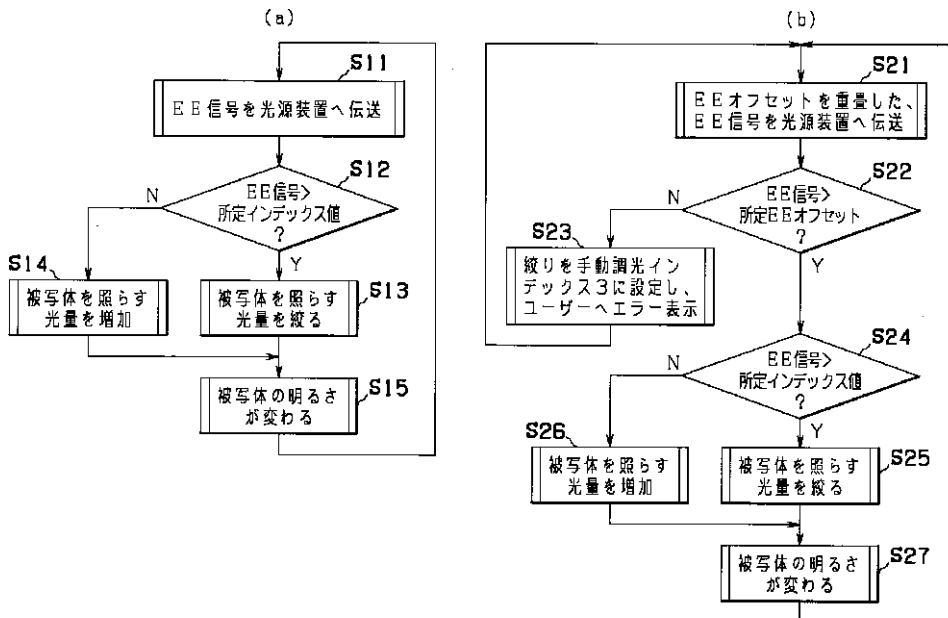 (a)
S11
EE信号を光源装置へ伝送
S12
EE信号>
所定インデックス値
?
N
Y
S14
被写体を照らす
光量を増加
S13
被写体を照らす
光量を絞る
S15
被写体の明るさ
が変わる
(b)
S21
EEオフセットを重畳した、
EE信号を光源装置へ伝送
S22
EE信号>
所定EEオフセット
?
N
Y
S23
絞りを手動調光イン
デックス3に設定し、
ユーザーへエラー表示
S24
EE信号>
所定インデックス値
?
N
Y
S26
被写体を照らす
光量を増加
S25
被写体を照らす
光量を絞る
S27
被写体の明るさ
が変わる